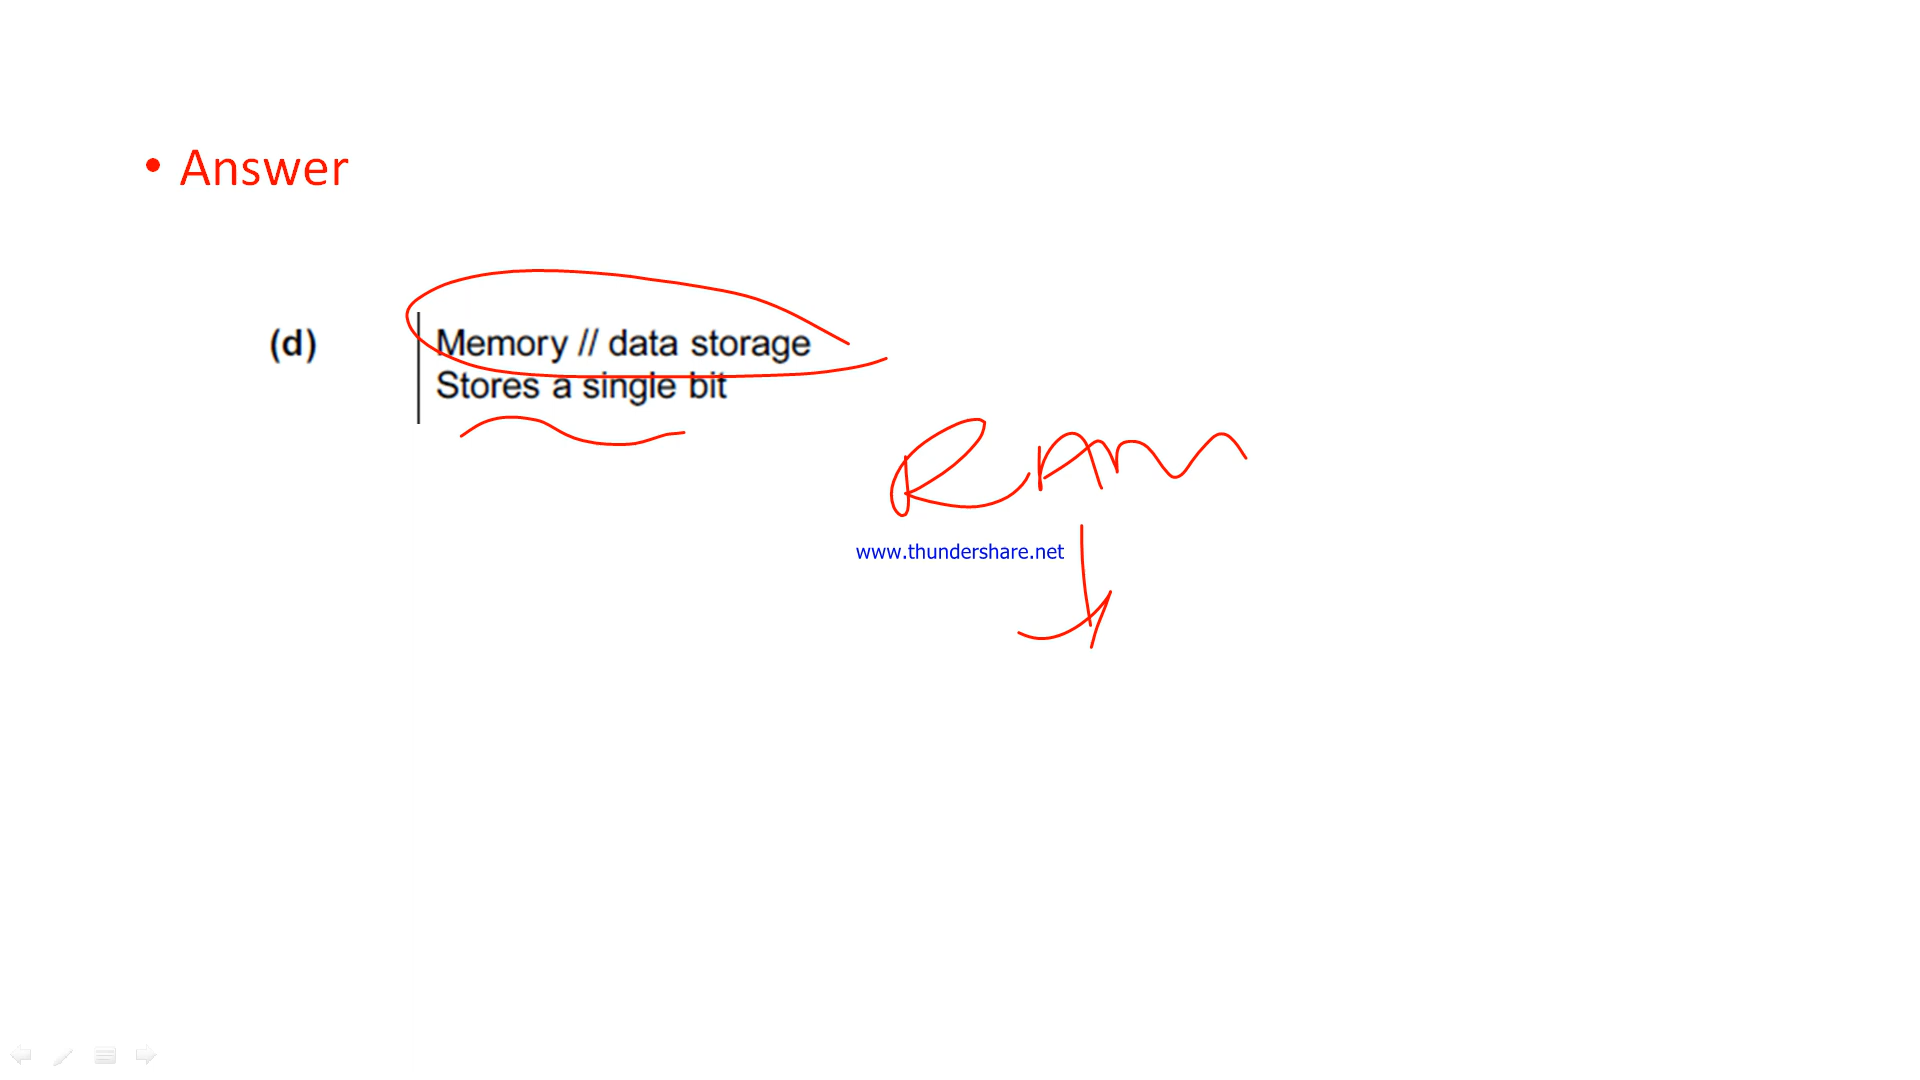 • Answer
(d) Memory // data storage
Stores a single bit
RAM
www.thundershare.net